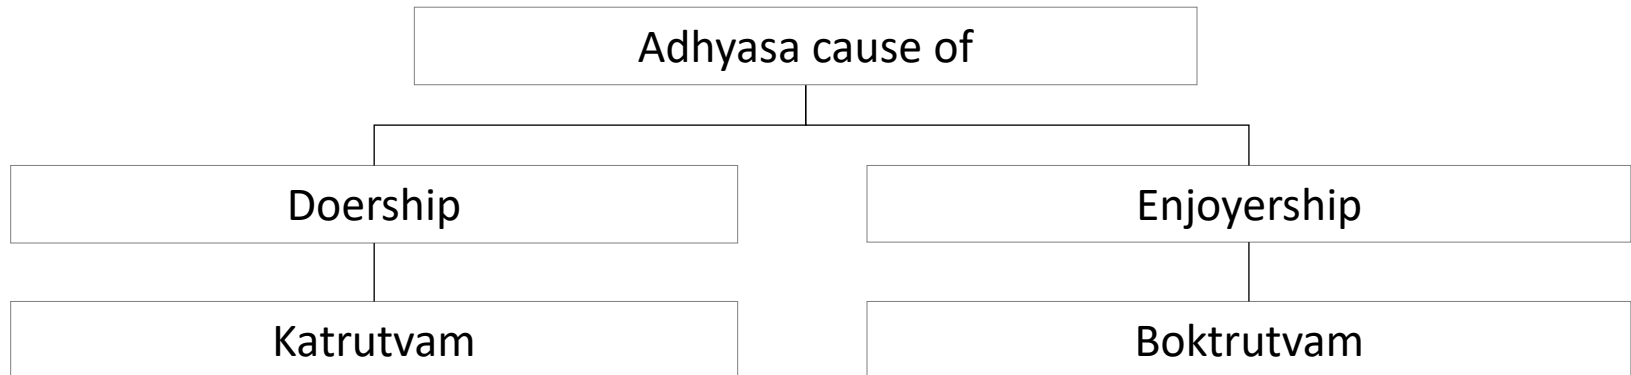 Adhyasa cause of
Doership
Enjoyership
Katrutvam
Boktrutvam